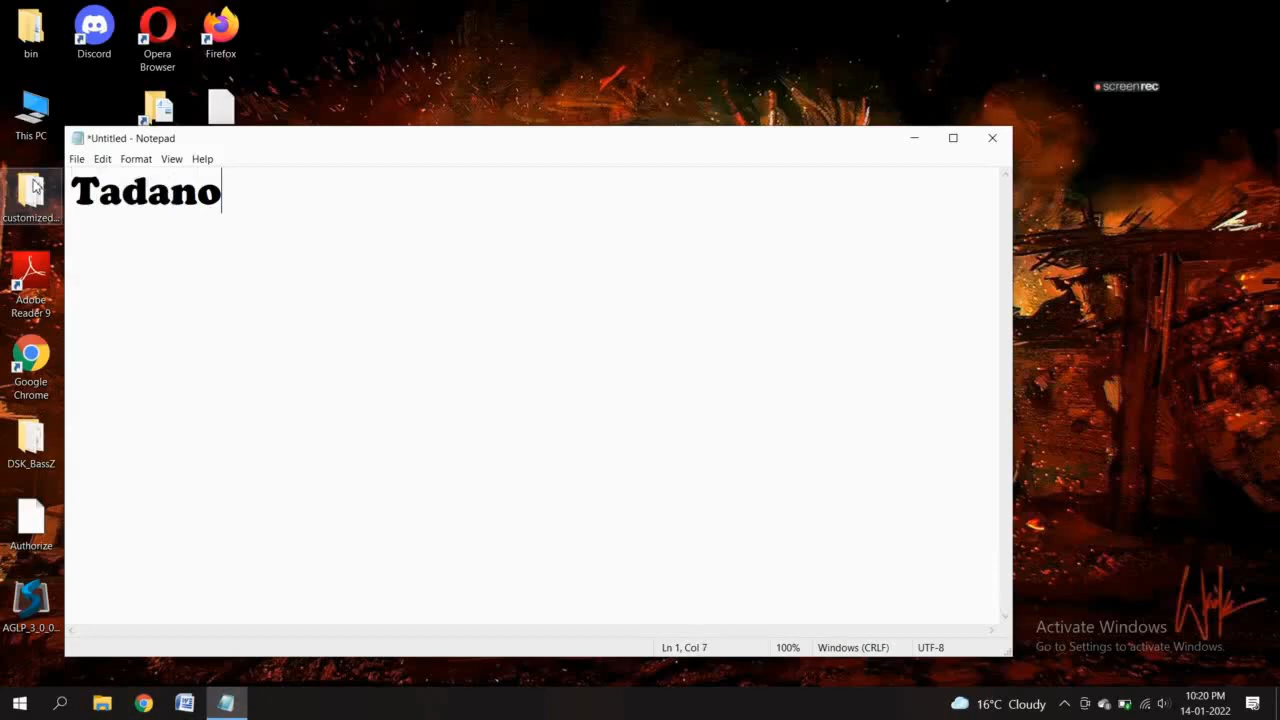 bin
Discord
Opera
Browser
Firefox
screenrec
This PC
*Untitled - Notepad
File Edit Format View Help
Tadano
customized...
Adobe
Reader 9
Google
Chrome
DSK_BassZ
Authorize
AGLP_3_0_0...
Ln 1, Col 7
100%
Windows (CRLF)
UTF-8
Activate Windows
Go to Settings to activate Windows.
16°C Cloudy
10:20 PM
14-01-2022